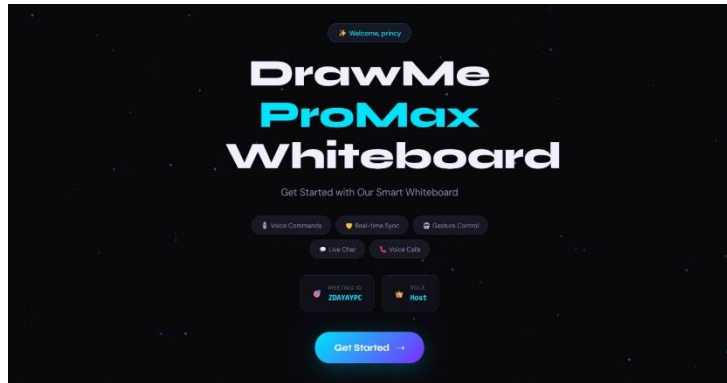 ✨ Welcome, princy
DrawMe
ProMax
Whiteboard
Get Started with Our Smart Whiteboard
Voice Commands Real-time Sync Gesture Control
Live Chat Voice Calls
MEETING ID ROLE
ZDAYAYPC Host
Get Started →